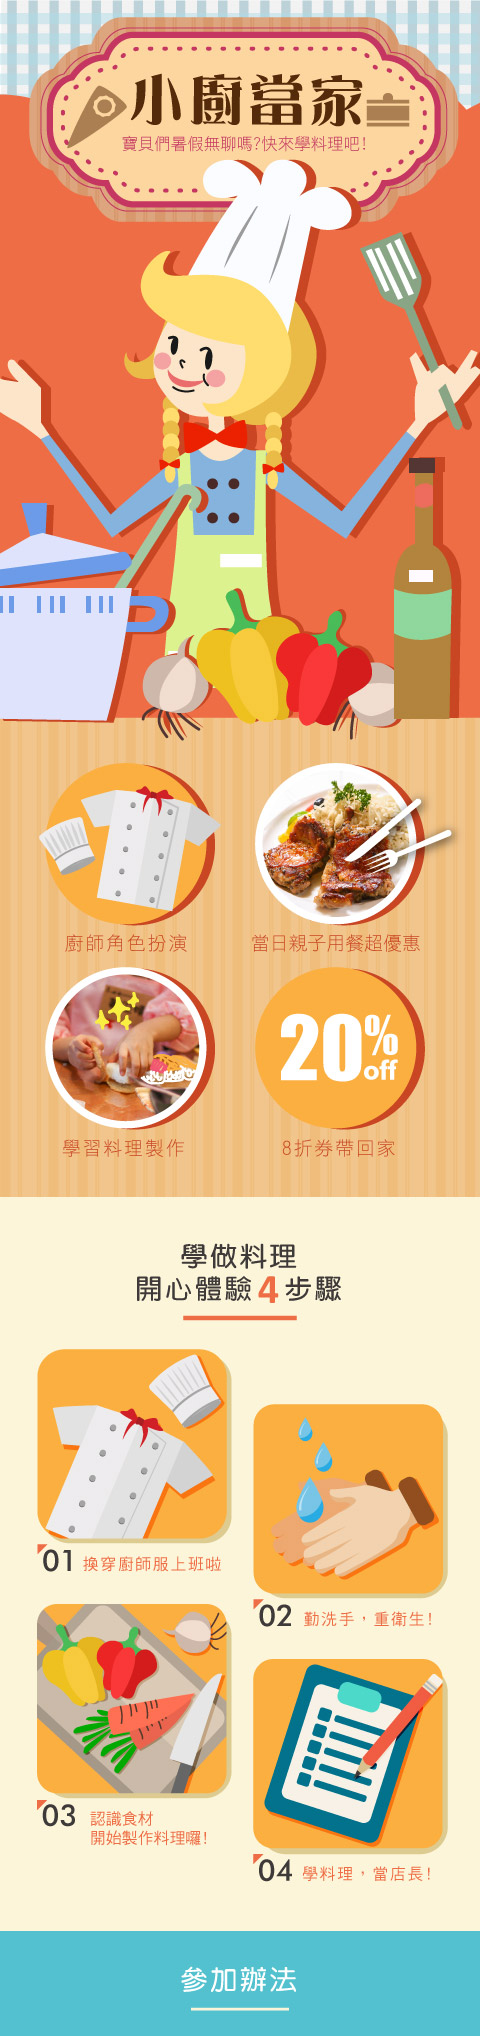 小廚當家
寶貝們暑假無聊嗎?快來學料理吧!
廚師角色扮演
當日親子用餐超優惠
20%
off
學習料理製作
8折券帶回家
學做料理
開心體驗4步驟
01 換穿廚師服上班啦
02 勤洗手，重衛生!
03 認識食材
開始製作料理囉!
04 學料理，當店長!
參加辦法